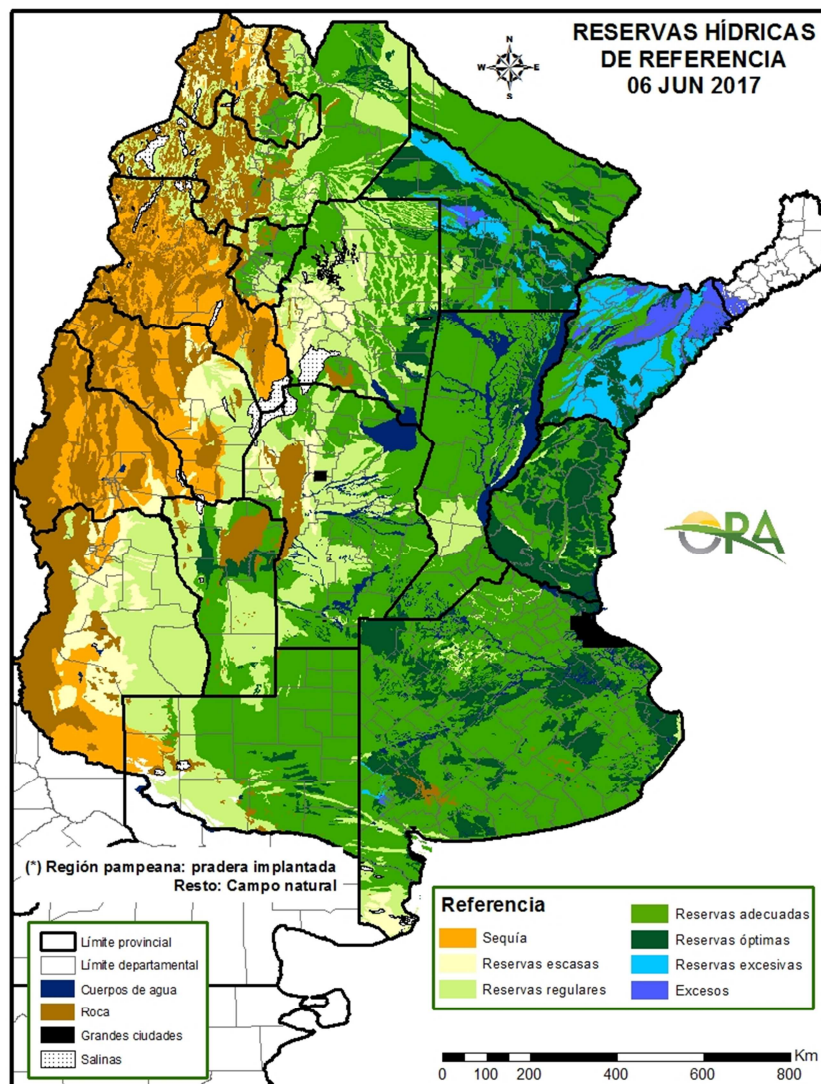 RESERVAS HÍDRICAS
DE REFERENCIA
06 JUN 2017
N
W E
S
OPA
(*) Región pampeana: pradera implantada
Resto: Campo natural
Límite provincial
Límite departamental
Cuerpos de agua
Roca
Grandes ciudades
Salinas
Referencia
Sequía
Reservas escasas
Reservas regulares
Reservas adecuadas
Reservas óptimas
Reservas excesivas
Excesos
Km
0 100 200 400 600 800